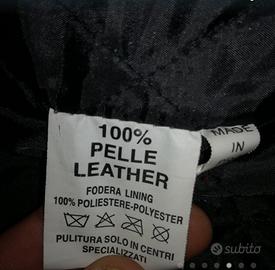 100%
PELLE
LEATHER
FODERA LINING
100% POLIESTERE-POLYESTER
PULITURA SOLO IN CENTRI
SPECIALIZZATI
MADE
IN
subito